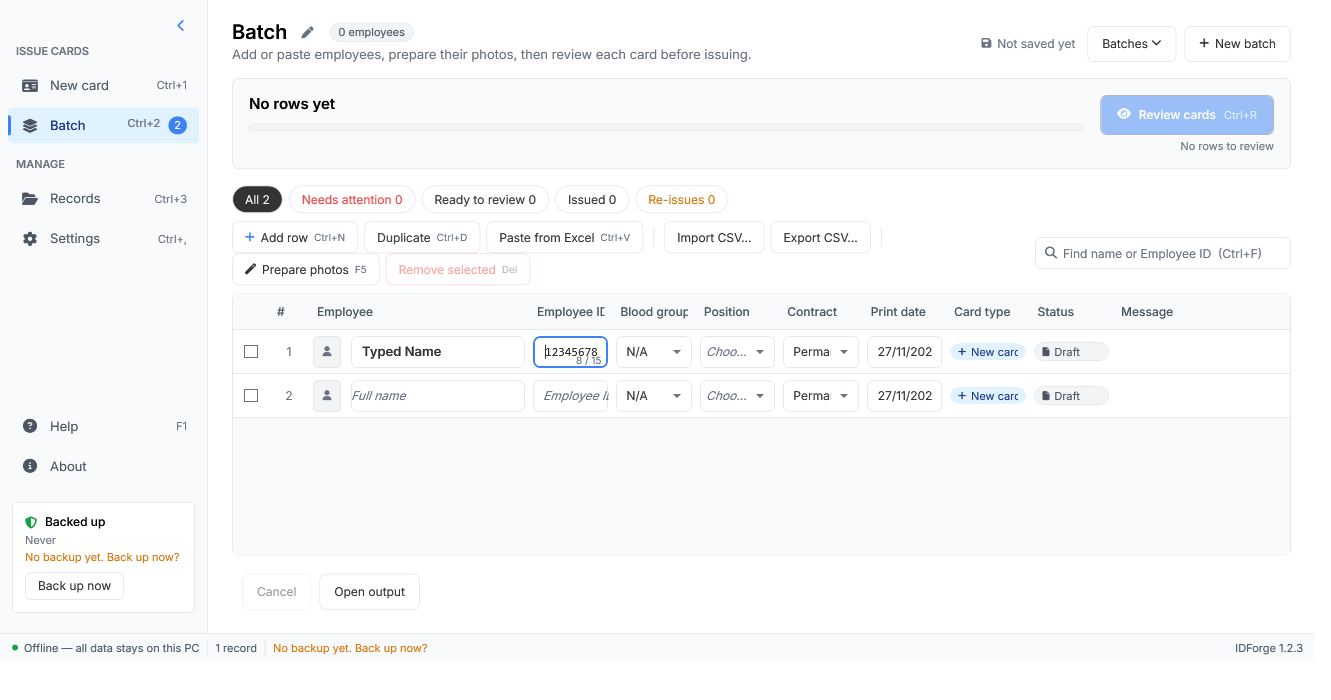 ISSUE CARDS
New card Ctrl+1
Batch Ctrl+2 2
MANAGE
Records Ctrl+3
Settings Ctrl+,
Help F1
About
Backed up
Never
No backup yet. Back up now?
Back up now
Batch 0 employees
Add or paste employees, prepare their photos, then review each card before issuing.
Not saved yet
Batches
+ New batch
No rows yet
Review cards Ctrl+R
No rows to review
All 2 Needs attention 0 Ready to review 0 Issued 0 Re-issues 0
+ Add row Ctrl+N Duplicate Ctrl+D Paste from Excel Ctrl+V Import CSV... Export CSV...
Prepare photos F5 Remove selected Del
Find name or Employee ID (Ctrl+F)
# Employee Employee ID Blood group Position Contract Print date Card type Status Message
1 Typed Name 12345678 8 / 15 N/A Choo... Perma 27/11/202 + New card Draft
2 Full name Employee ID N/A Choo... Perma 27/11/202 + New card Draft
Cancel Open output
Offline — all data stays on this PC 1 record No backup yet. Back up now? IDForge 1.2.3